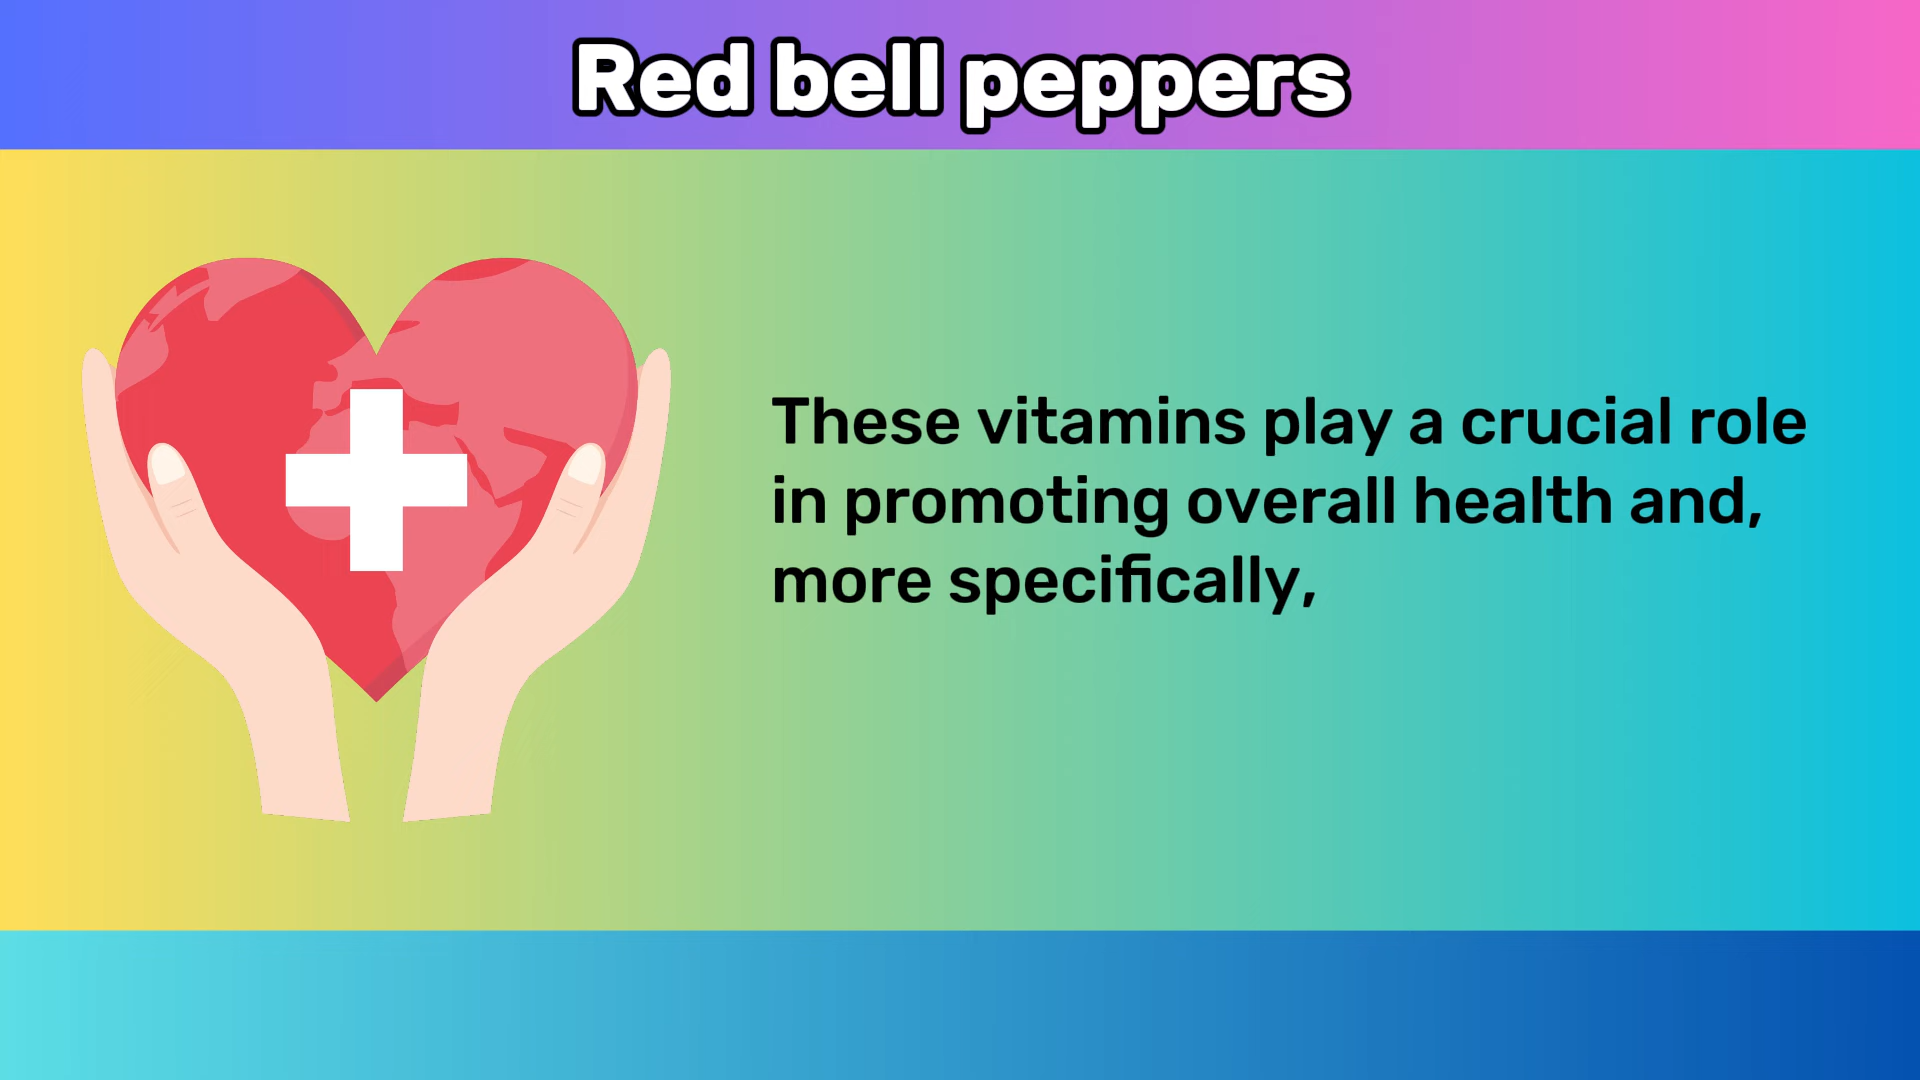 Red bell peppers
These vitamins play a crucial role
in promoting overall health and,
more specifically,